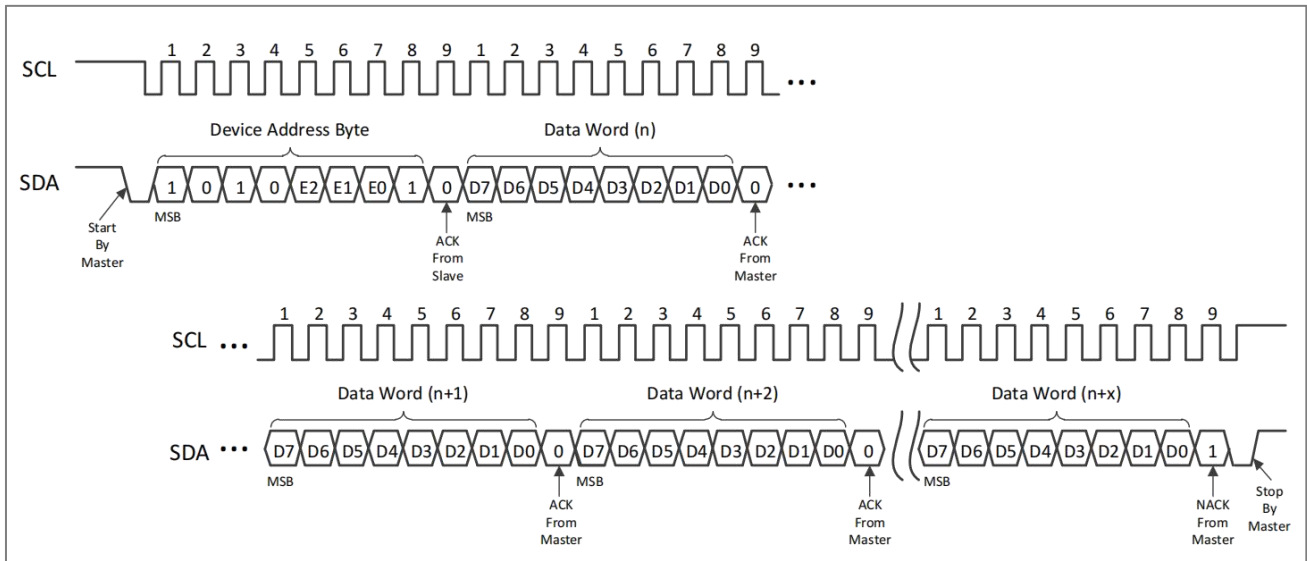 1 2 3 4 5 6 7 8 9 1 2 3 4 5 6 7 8 9
SCL ...
Device Address Byte Data Word (n)
SDA 1 0 1 0 E2 E1 E0 1 0 D7 D6 D5 D4 D3 D2 D1 D0 0 ...
MSB MSB
Start
By
Master
ACK
From
Slave
ACK
From
Master
1 2 3 4 5 6 7 8 9 1 2 3 4 5 6 7 8 9 1 2 3 4 5 6 7 8 9
SCL ...
Data Word (n+1) Data Word (n+2) Data Word (n+x)
SDA ... D7 D6 D5 D4 D3 D2 D1 D0 0 D7 D6 D5 D4 D3 D2 D1 D0 0 D7 D6 D5 D4 D3 D2 D1 D0 1
MSB MSB MSB
ACK
From
Master
ACK
From
Master
NACK
From
Master
Stop
By
Master